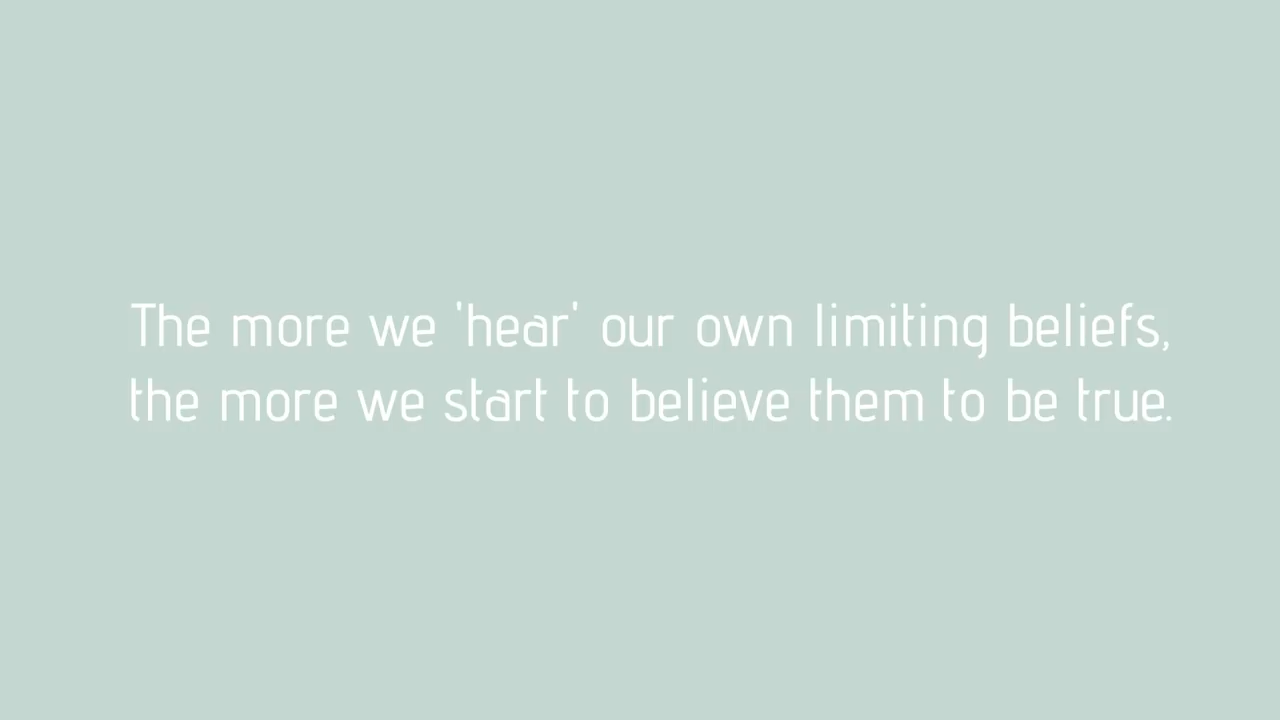 The more we 'hear' our own limiting beliefs,
the more we start to believe them to be true.